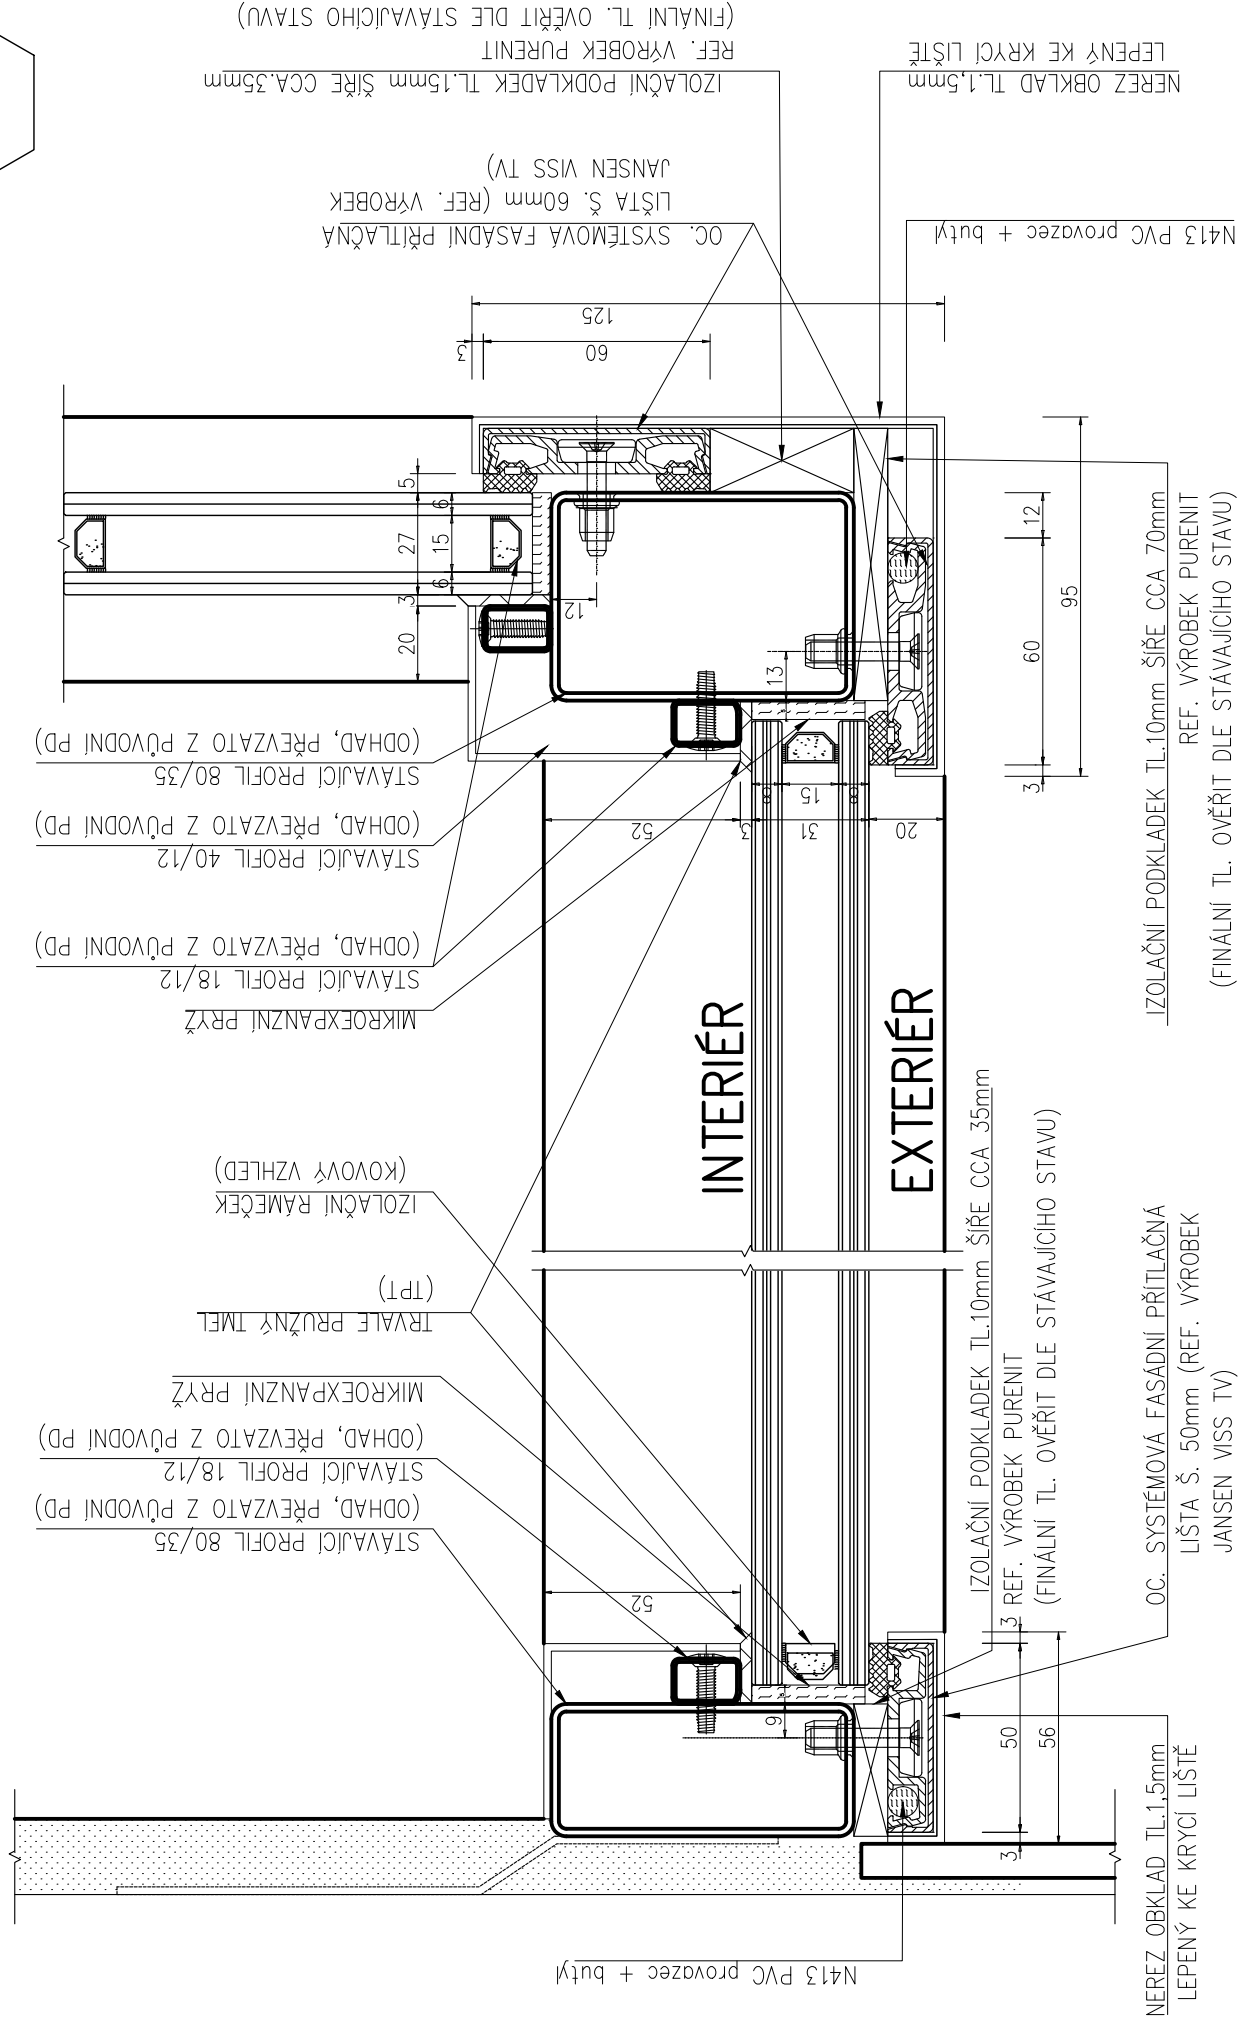 IZOLAČNÍ PODKLADEK TL.15mm ŠÍŘE CCA.35mm
REF. VÝROBEK PURENIT
(FINÁLNÍ TL. OVĚŘIT DLE STÁVAJÍCÍHO STAVU)
NEREZ OBKLAD TL.1,5mm
LEPENÝ KE KRYCÍ LIŠTĚ
OC. SYSTÉMOVÁ FASÁDNÍ PŘÍTLAČNÁ
LIŠTA Š. 60mm (REF. VÝROBEK
JANSEN VISS TV)
N413 PVC provazec + butyl
125
3
60
5
6
27
15
6
3
20
12
13
12
60
95
3
8
15
8
52
3
31
20
STÁVAJÍCÍ PROFIL 80/35
(ODHAD, PŘEVZATO Z PŮVODNÍ PD)
STÁVAJÍCÍ PROFIL 40/12
(ODHAD, PŘEVZATO Z PŮVODNÍ PD)
STÁVAJÍCÍ PROFIL 18/12
(ODHAD, PŘEVZATO Z PŮVODNÍ PD)
MIKROEXPANZNÍ PRYŽ
IZOLAČNÍ PODKLADEK TL.10mm ŠÍŘE CCA 70mm
REF. VÝROBEK PURENIT
(FINÁLNÍ TL. OVĚŘIT DLE STÁVAJÍCÍHO STAVU)
INTERIÉR
EXTERIÉR
IZOLAČNÍ RÁMEČEK
(KOVOVÝ VZHLED)
TRVALE PRUŽNÝ TMEL
(TPT)
MIKROEXPANZNÍ PRYŽ
STÁVAJÍCÍ PROFIL 18/12
(ODHAD, PŘEVZATO Z PŮVODNÍ PD)
STÁVAJÍCÍ PROFIL 80/35
(ODHAD, PŘEVZATO Z PŮVODNÍ PD)
IZOLAČNÍ PODKLADEK TL.10mm ŠÍŘE CCA 35mm
REF. VÝROBEK PURENIT
(FINÁLNÍ TL. OVĚŘIT DLE STÁVAJÍCÍHO STAVU)
OC. SYSTÉMOVÁ FASÁDNÍ PŘÍTLAČNÁ
LIŠTA Š. 50mm (REF. VÝROBEK
JANSEN VISS TV)
52
9
3
50
56
3
NEREZ OBKLAD TL.1,5mm
LEPENÝ KE KRYCÍ LIŠTĚ
N413 PVC provazec + butyl